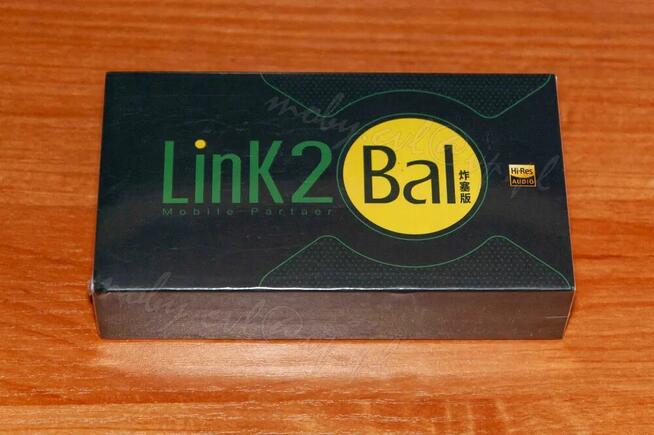 LinK2
Mobile Partner
Bal
炸塞版
Hi-Res
AUDIO